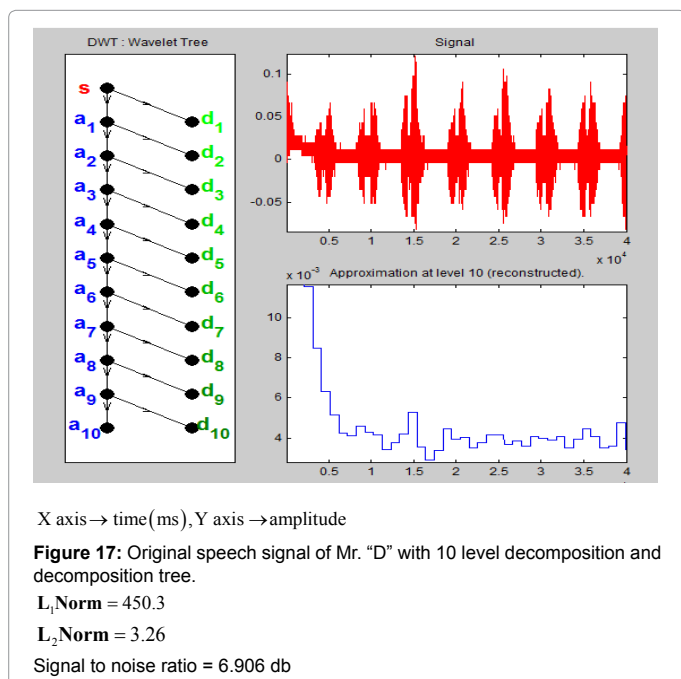 DWT : Wavelet Tree
s
a1
d1
a2
d2
a3
d3
a4
d4
a5
d5
a6
d6
a7
d7
a8
d8
a9
d9
a10
d10
Signal
0.1
0.05
0
-0.05
0.5 1 1.5 2 2.5 3 3.5 4
x 10^4
x 10^-3 Approximation at level 10 (reconstructed).
10
8
6
4
0.5 1 1.5 2 2.5 3 3.5 4
X axis → time(ms), Y axis → amplitude
Figure 17: Original speech signal of Mr. “D” with 10 level decomposition and
decomposition tree.
L1Norm = 450.3
L2Norm = 3.26
Signal to noise ratio = 6.906 db